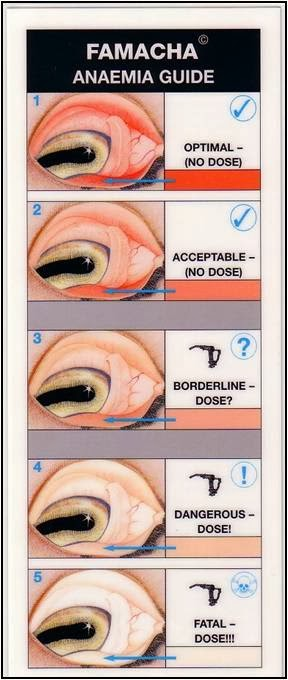 FAMACHA©
ANAEMIA GUIDE
1
OPTIMAL –
(NO DOSE)
2
ACCEPTABLE –
(NO DOSE)
3
?
BORDERLINE –
DOSE?
4
!
DANGEROUS –
DOSE!
5
FATAL –
DOSE!!!